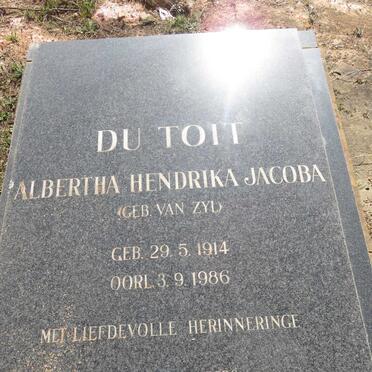 DU TOIT
ALBERTHA HENDRIKA JACOBA
(GEB. VAN ZYL)
GEB. 29. 5. 1914
OORL. 3. 9. 1986
MET LIEFDEVOLLE HERINNERINGE